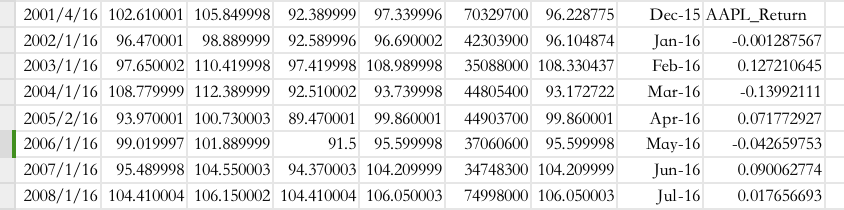 2001/4/16 102.610001 105.849998 92.389999 97.339996 70329700 96.228775 Dec-15 AAPL_Return
2002/1/16 96.470001 98.889999 92.589996 96.690002 42303900 96.104874 Jan-16 -0.001287567
2003/1/16 97.650002 110.419998 97.419998 108.989998 35088000 108.330437 Feb-16 0.127210645
2004/1/16 108.779999 112.389999 92.510002 93.739998 44805400 93.172722 Mar-16 -0.13992111
2005/2/16 93.970001 100.730003 89.470001 99.860001 44903700 99.860001 Apr-16 0.071772927
2006/1/16 99.019997 101.889999 91.5 95.599998 37060600 95.599998 May-16 -0.042659753
2007/1/16 95.489998 104.550003 94.370003 104.209999 34748300 104.209999 Jun-16 0.090062774
2008/1/16 104.410004 106.150002 104.410004 106.050003 74998000 106.050003 Jul-16 0.017656693